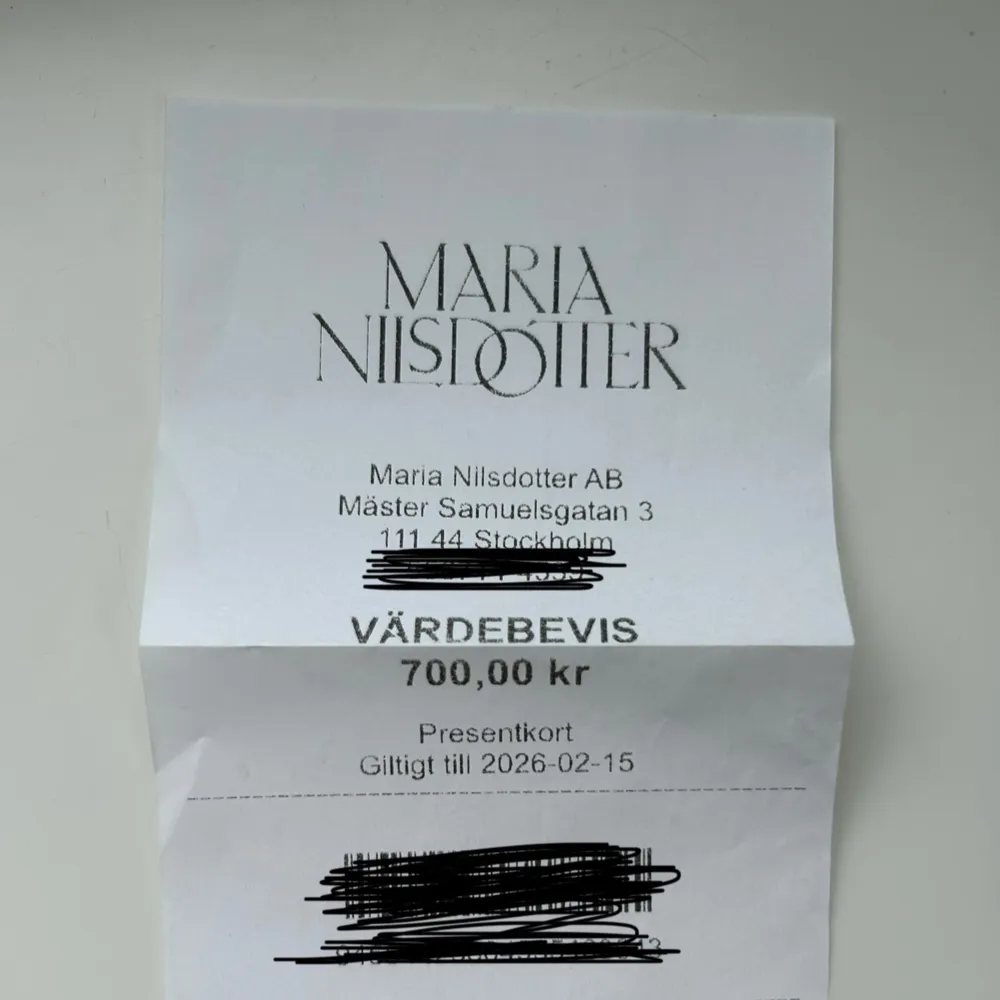 MARIA
NILSDOTTER
Maria Nilsdotter AB
Mäster Samuelsgatan 3
111 44 Stockholm
VÄRDEBEVIS
700,00 kr
Presentkort
Giltigt till 2026-02-15